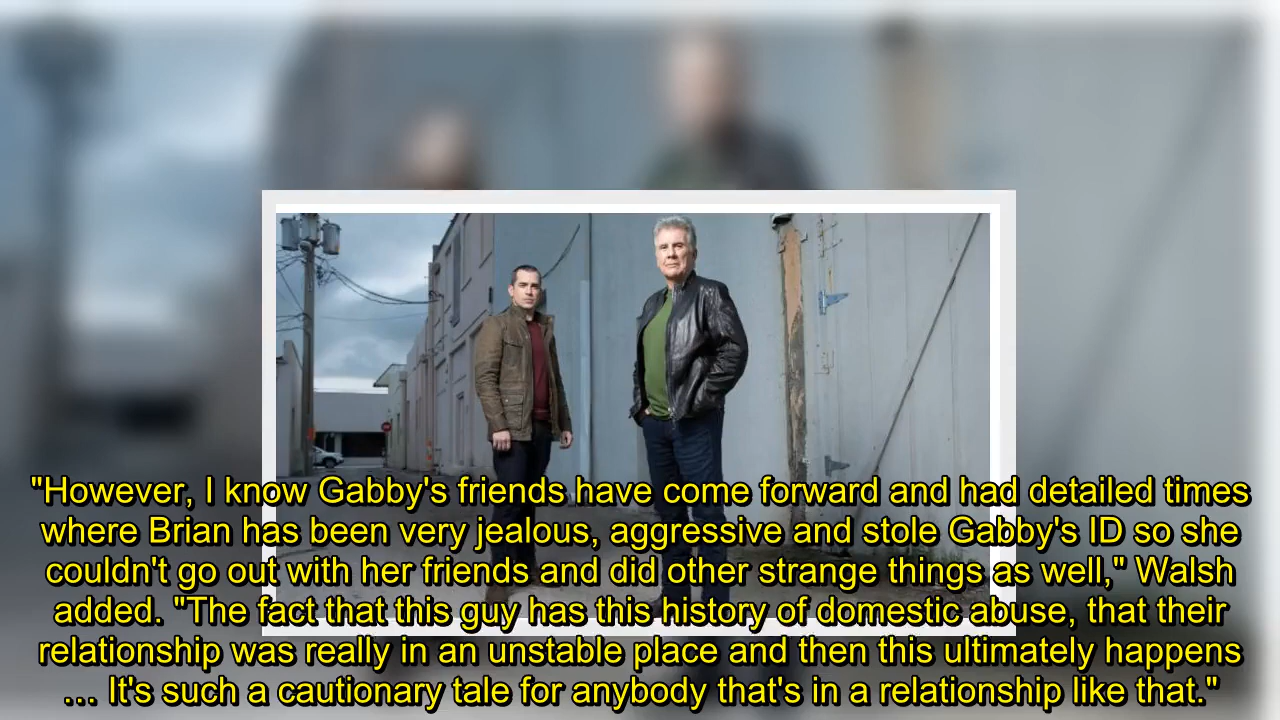 "However, I know Gabby's friends have come forward and had detailed times
where Brian has been very jealous, aggressive and stole Gabby's ID so she
couldn't go out with her friends and did other strange things as well," Walsh
added. "The fact that this guy has this history of domestic abuse, that their
relationship was really in an unstable place and then this ultimately happens
... It's such a cautionary tale for anybody that's in a relationship like that."